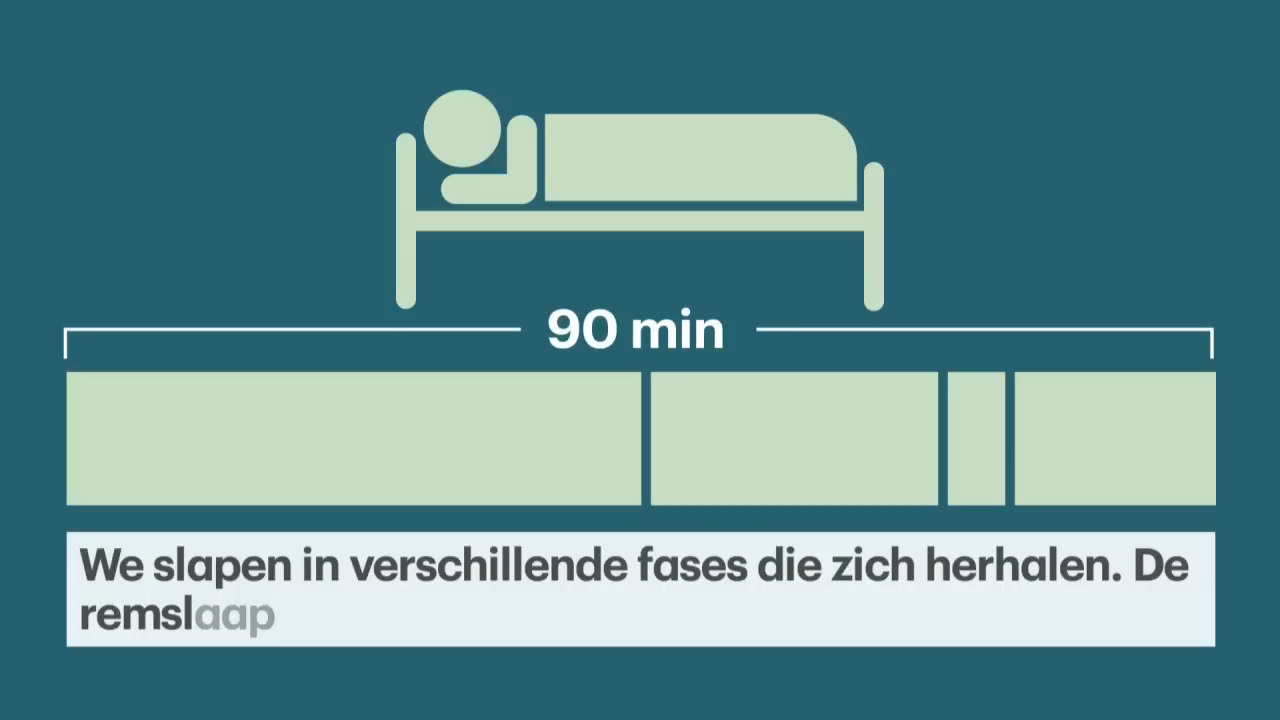 90 min
We slapen in verschillende fases die zich herhalen. De
remslaap